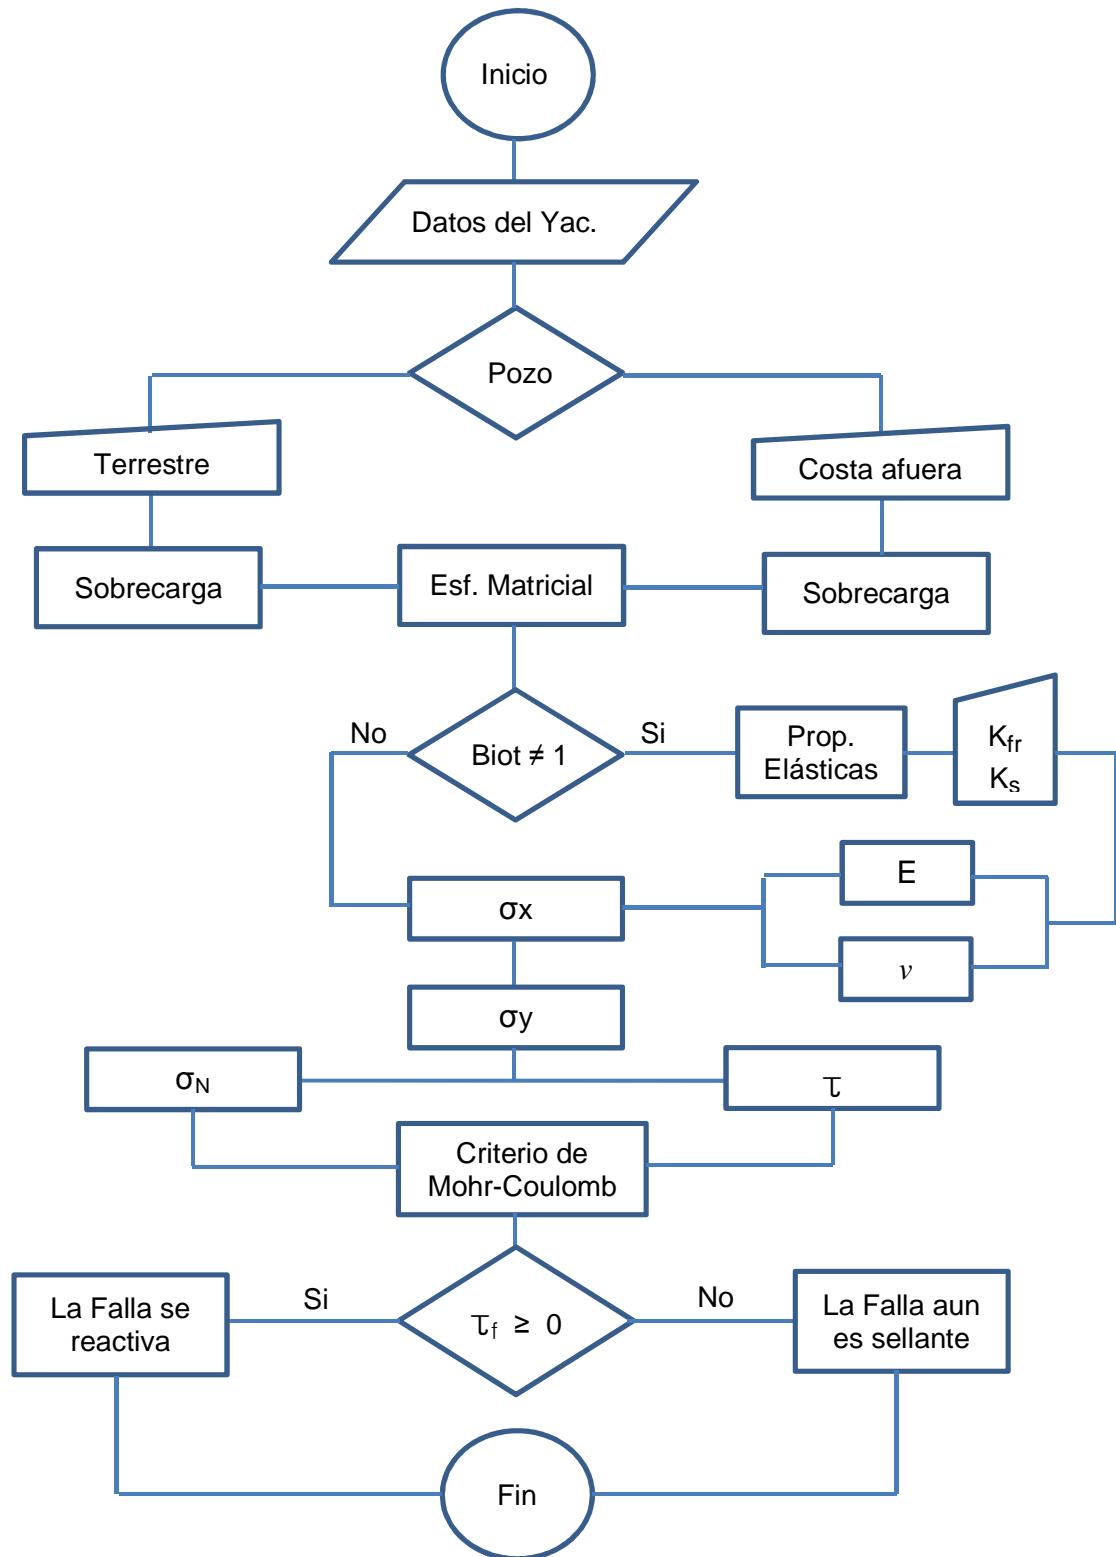 Inicio
Datos del Yac.
Pozo
Terrestre
Costa afuera
Sobrecarga
Esf. Matricial
Sobrecarga
No
Biot ≠ 1
Si
Prop.
Elásticas
Kfr
Ks
E
σx
ν
σy
σN
τ
Criterio de
Mohr-Coulomb
La Falla se
reactiva
Si
τf ≥ 0
No
La Falla aun
es sellante
Fin